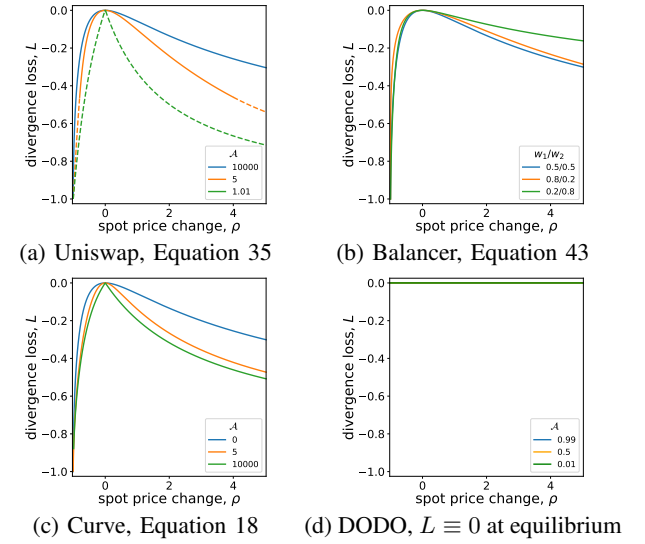 0.0
−0.2
−0.4
−0.6
−0.8
−1.0
divergence loss, L
0 2 4
spot price change, ρ
𝒜
10000
5
1.01
(a) Uniswap, Equation 35
0.0
−0.2
−0.4
−0.6
−0.8
−1.0
divergence loss, L
0 2 4
spot price change, ρ
w₁/w₂
0.5/0.5
0.8/0.2
0.2/0.8
(b) Balancer, Equation 43
0.0
−0.2
−0.4
−0.6
−0.8
−1.0
divergence loss, L
0 2 4
spot price change, ρ
𝒜
0
5
10000
(c) Curve, Equation 18
0.0
−0.2
−0.4
−0.6
−0.8
−1.0
divergence loss, L
0 2 4
spot price change, ρ
𝒜
0.99
0.5
0.01
(d) DODO, L ≡ 0 at equilibrium